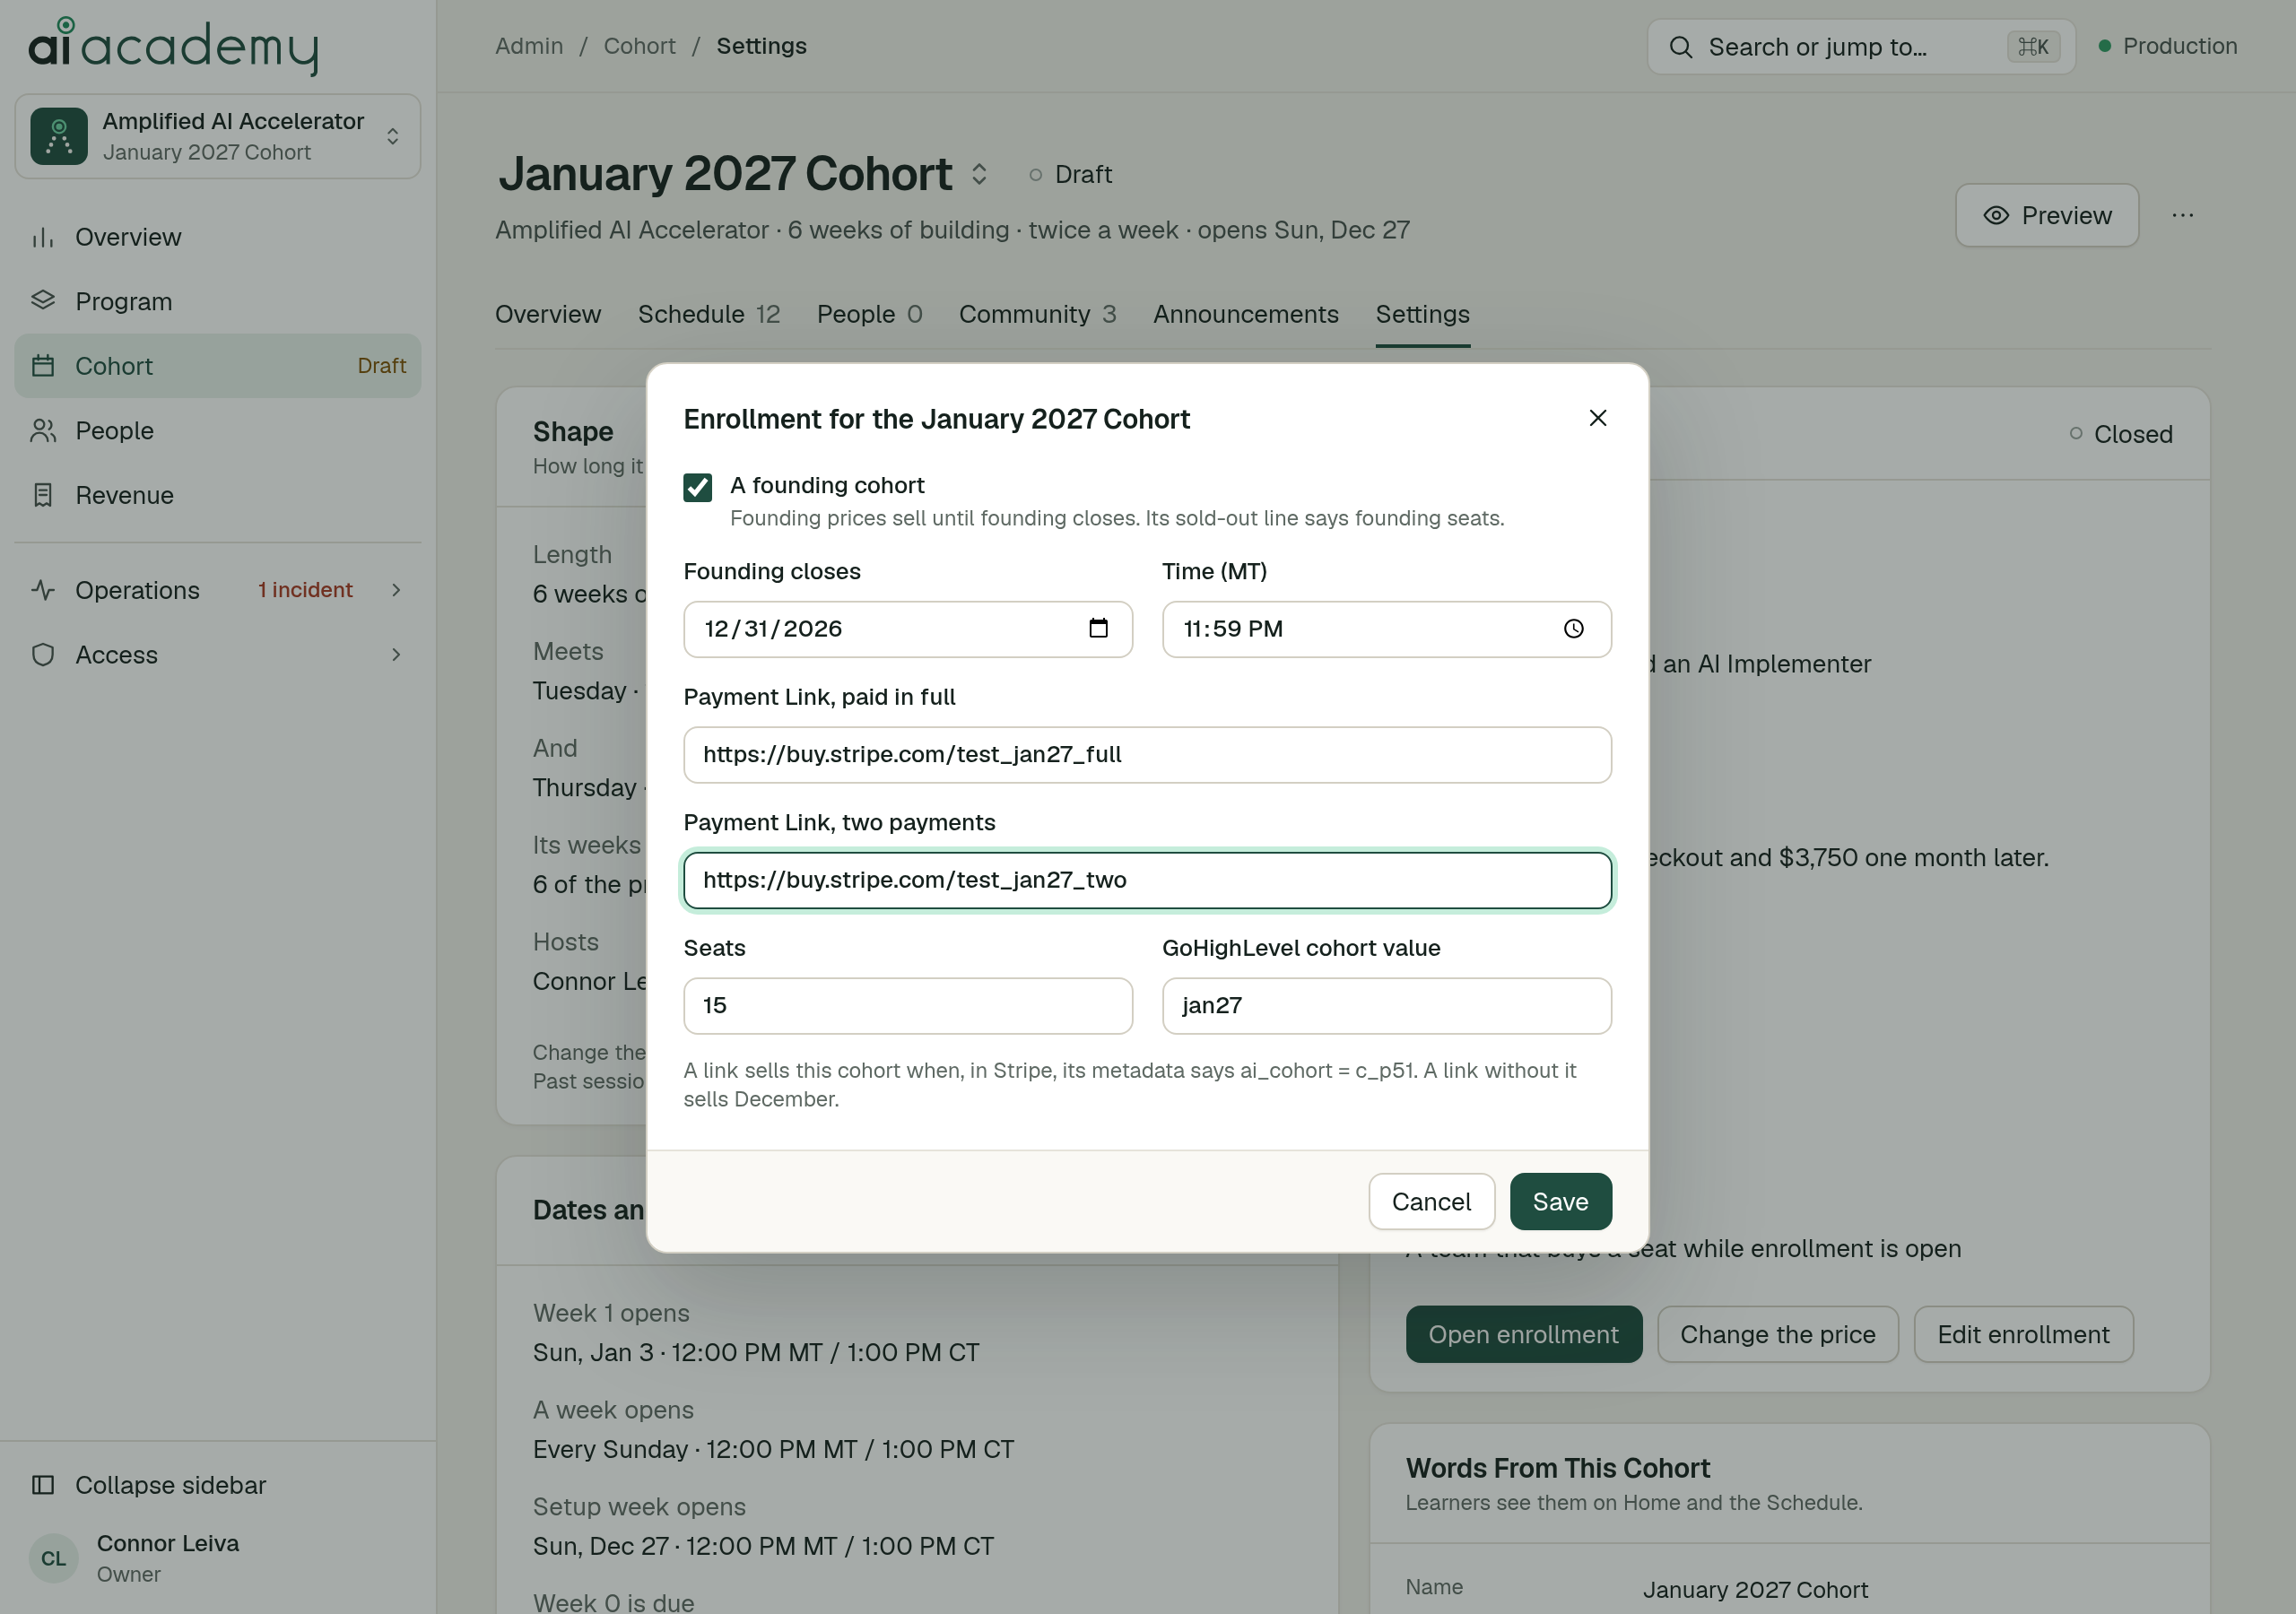 ai academy
Amplified AI Accelerator
January 2027 Cohort
Overview
Program
Cohort
Draft
People
Revenue
Operations
1 incident
Access
Collapse sidebar
CL
Connor Leiva
Owner
Admin / Cohort / Settings
Search or jump to...
⌘K
Production
January 2027 Cohort
Draft
Amplified AI Accelerator · 6 weeks of building · twice a week · opens Sun, Dec 27
Preview
Overview
Schedule 12
People 0
Community 3
Announcements
Settings
Shape
How long it
Length
6 weeks
Meets
Tuesday ·
And
Thursday
Its weeks
6 of the
Hosts
Connor
Change the
Past
Closed
an AI Implementer
and $3,750 one month later.
seat while enrollment is open
Open enrollment
Change the price
Edit enrollment
Enrollment for the January 2027 Cohort
A founding cohort
Founding prices sell until founding closes. Its sold-out line says founding seats.
Founding closes
12/31/2026
Time (MT)
11:59 PM
Payment Link, paid in full
https://buy.stripe.com/test_jan27_full
Payment Link, two payments
https://buy.stripe.com/test_jan27_two
Seats
15
GoHighLevel cohort value
jan27
A link sells this cohort when, in Stripe, its metadata says ai_cohort = c_p51. A link without it
sells December.
Cancel
Save
Dates
Week 1 opens
Sun, Jan 3 · 12:00 PM MT / 1:00 PM CT
A week opens
Every Sunday · 12:00 PM MT / 1:00 PM CT
Setup week opens
Sun, Dec 27 · 12:00 PM MT / 1:00 PM CT
Week 0 is due
Words From This Cohort
Learners see them on Home and the Schedule.
Name
January 2027 Cohort